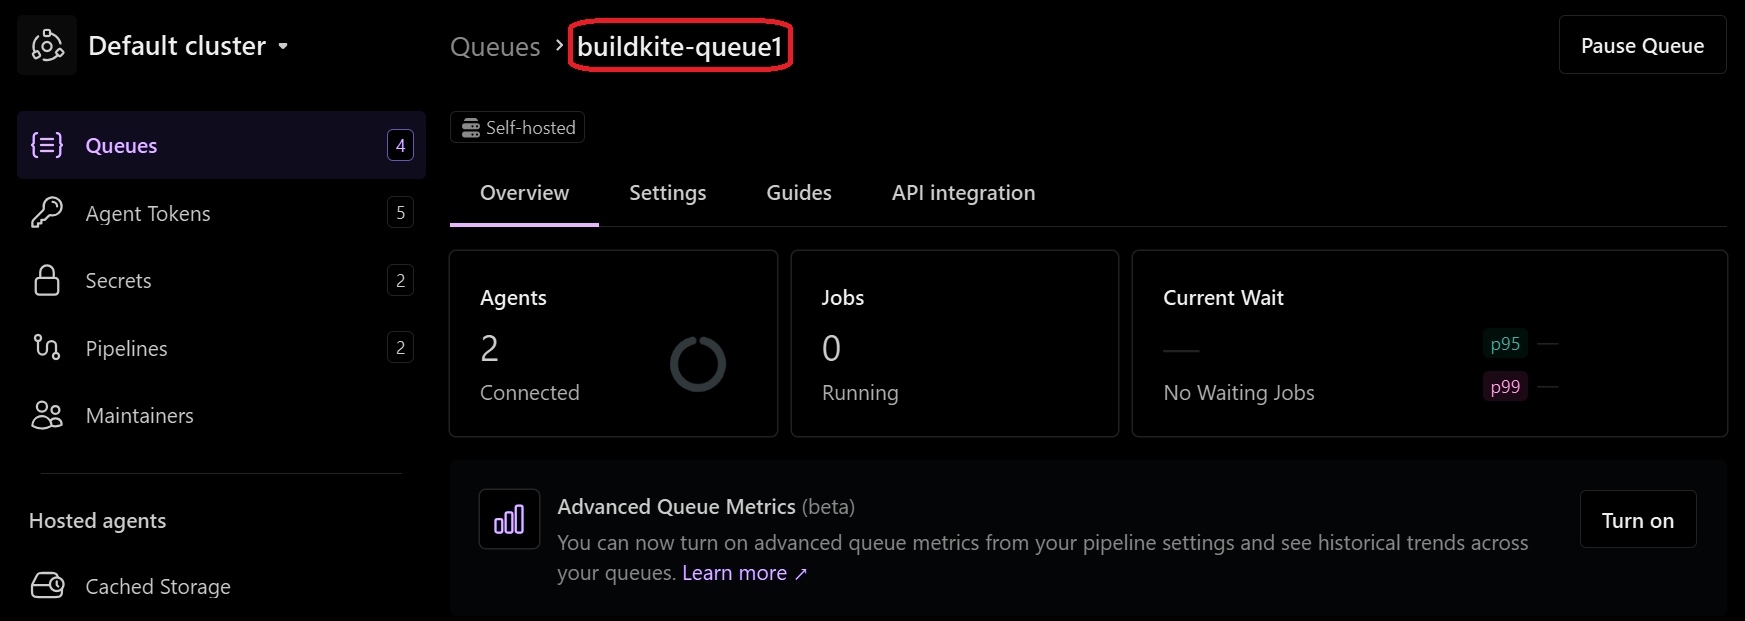 Default cluster
Queues > buildkite-queue1
Pause Queue
Self-hosted
Queues 4
Agent Tokens 5
Secrets 2
Pipelines 2
Maintainers
Hosted agents
Cached Storage
Overview Settings Guides API integration
Agents
2
Connected
Jobs
0
Running
Current Wait
—
No Waiting Jobs
p95 —
p99 —
Advanced Queue Metrics (beta)
You can now turn on advanced queue metrics from your pipeline settings and see historical trends across
your queues. Learn more ↗
Turn on